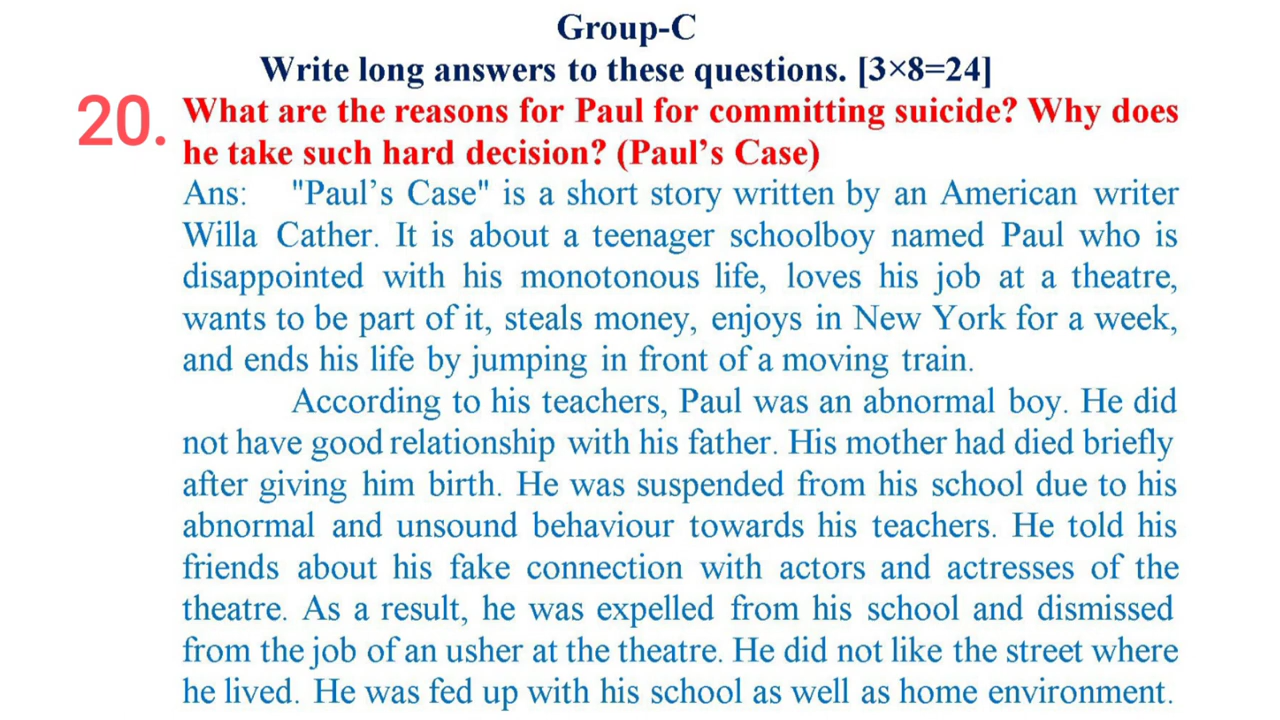 Group-C
Write long answers to these questions. [3×8=24]
20. What are the reasons for Paul for committing suicide? Why does
he take such hard decision? (Paul’s Case)
Ans: "Paul’s Case" is a short story written by an American writer
Willa Cather. It is about a teenager schoolboy named Paul who is
disappointed with his monotonous life, loves his job at a theatre,
wants to be part of it, steals money, enjoys in New York for a week,
and ends his life by jumping in front of a moving train.
According to his teachers, Paul was an abnormal boy. He did
not have good relationship with his father. His mother had died briefly
after giving him birth. He was suspended from his school due to his
abnormal and unsound behaviour towards his teachers. He told his
friends about his fake connection with actors and actresses of the
theatre. As a result, he was expelled from his school and dismissed
from the job of an usher at the theatre. He did not like the street where
he lived. He was fed up with his school as well as home environment.